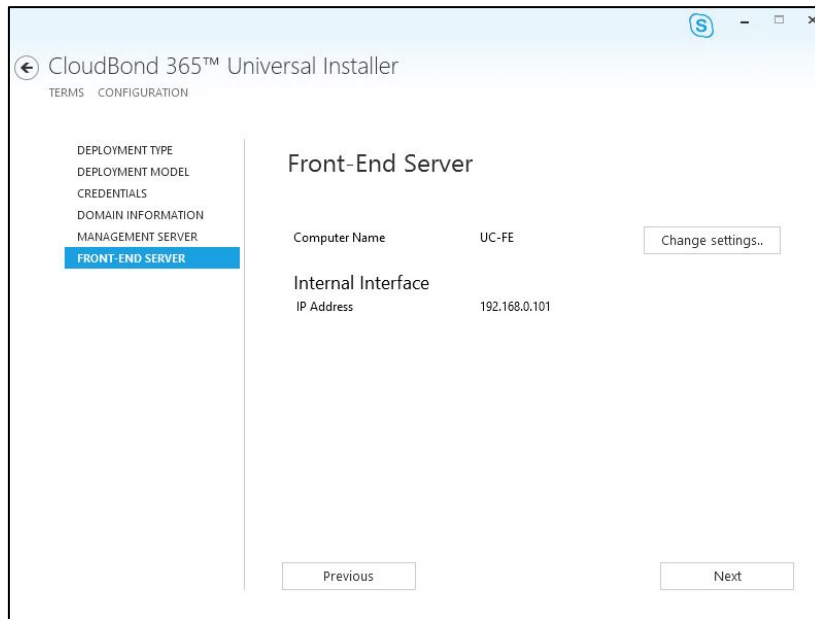 S
CloudBond 365™ Universal Installer
TERMS CONFIGURATION
DEPLOYMENT TYPE
DEPLOYMENT MODEL
CREDENTIALS
DOMAIN INFORMATION
MANAGEMENT SERVER
FRONT-END SERVER
Front-End Server
Computer Name UC-FE Change settings..
Internal Interface
IP Address 192.168.0.101
Previous Next